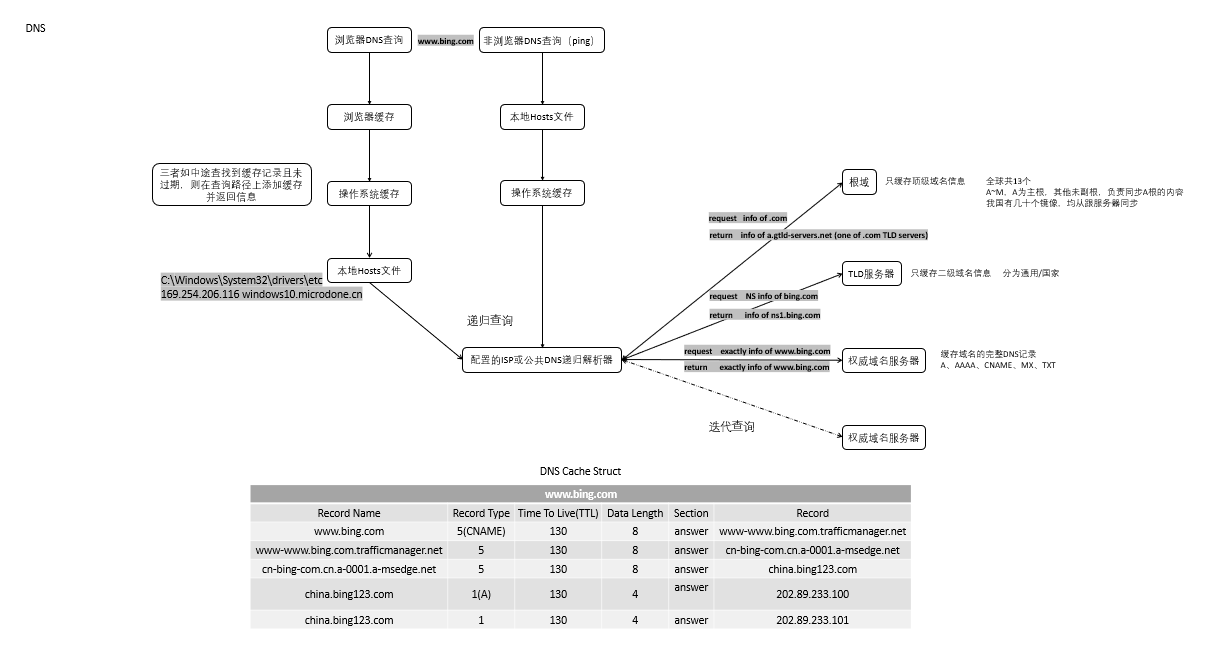 DNS
浏览器DNS查询
www.bing.com
非浏览器DNS查询（ping）
浏览器缓存
本地Hosts文件
三者如中途查找到缓存记录且未
过期，则在查询路径上添加缓存
并返回信息
操作系统缓存
操作系统缓存
根域
只缓存顶级域名信息
全球共13个
A~M，A为主根，其他未副根，负责同步A根的内容
我国有几十个镜像，均从跟服务器同步
request info of .com
return info of a.gtld-servers.net (one of .com TLD servers)
本地Hosts文件
C:\Windows\System32\drivers\etc
169.254.206.116 windows10.microdone.cn
TLD服务器
只缓存二级域名信息 分为通用/国家
request NS info of bing.com
return info of ns1.bing.com
递归查询
配置的ISP或公共DNS递归解析器
request exactly info of www.bing.com
return exactly info of www.bing.com
权威域名服务器
缓存域名的完整DNS记录
A、AAAA、CNAME、MX、TXT
迭代查询
权威域名服务器
DNS Cache Struct
www.bing.com
Record Name Record Type Time To Live(TTL) Data Length Section Record
www.bing.com 5(CNAME) 130 8 answer www-www.bing.com.trafficmanager.net
www-www.bing.com.trafficmanager.net 5 130 8 answer cn-bing-com.cn.a-0001.a-msedge.net
cn-bing-com.cn.a-0001.a-msedge.net 5 130 8 answer china.bing123.com
china.bing123.com 1(A) 130 4 answer 202.89.233.100
china.bing123.com 1 130 4 answer 202.89.233.101